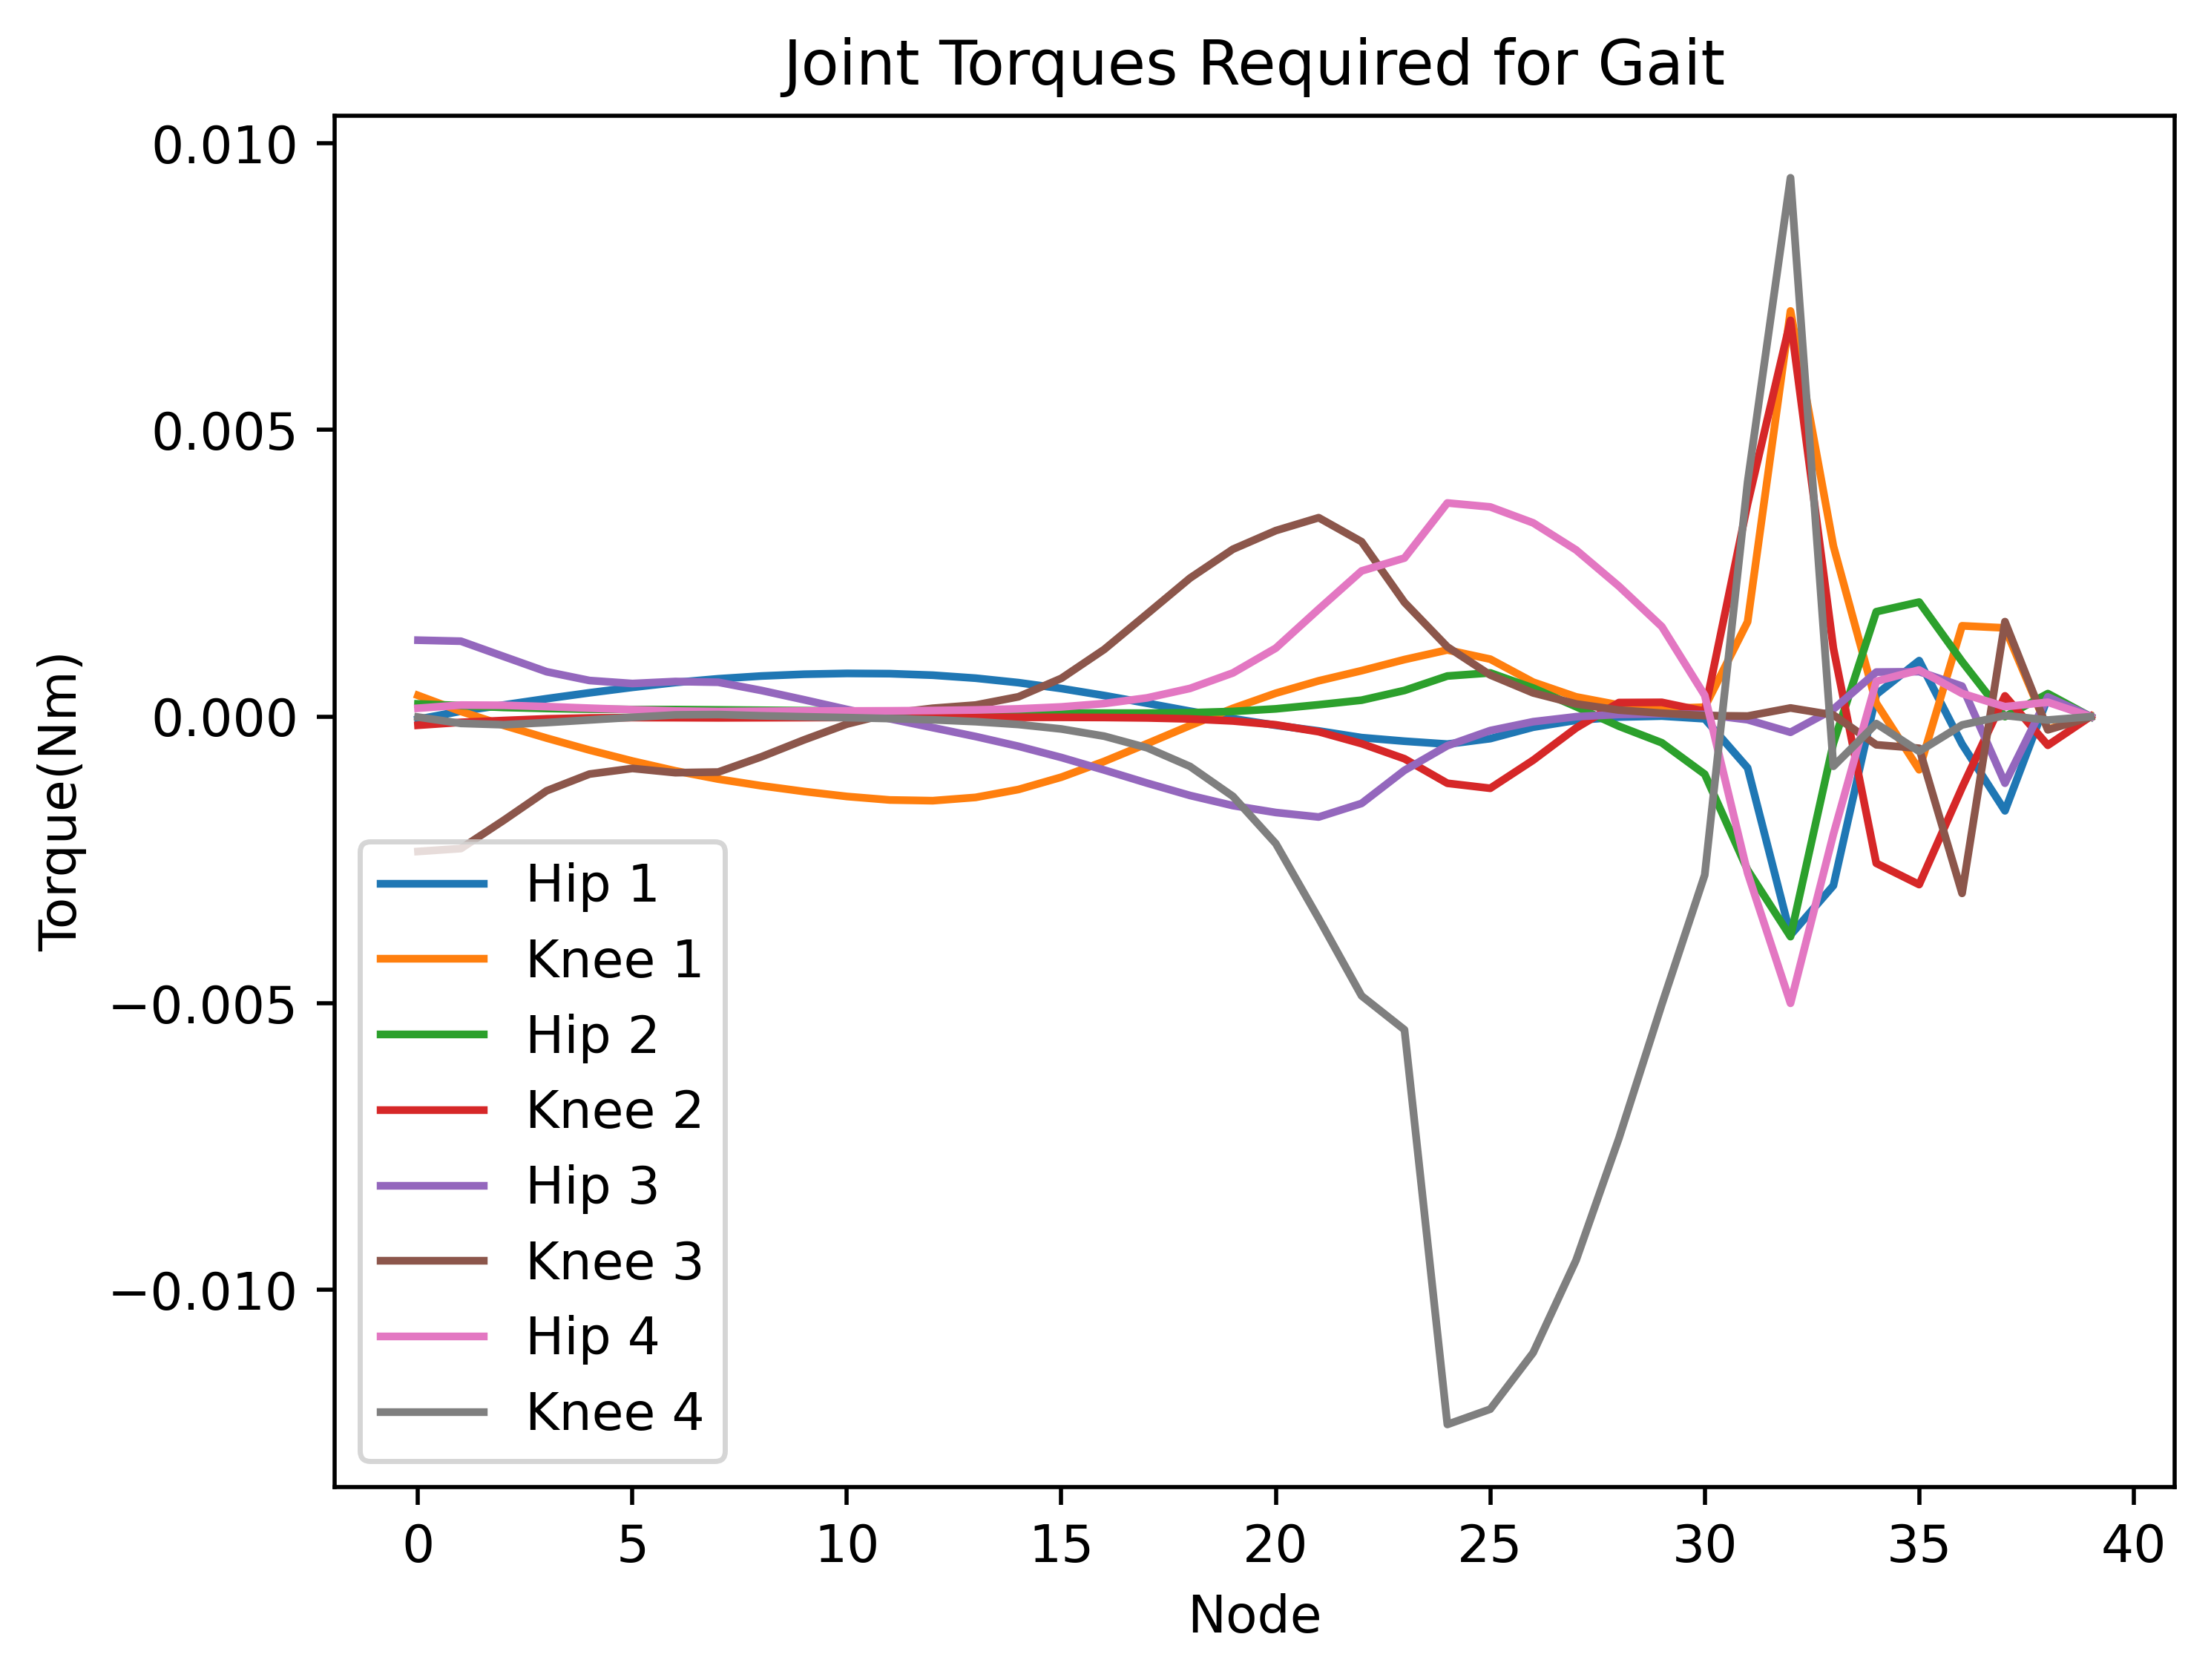 Joint Torques Required for Gait
0.010
0.005
0.000
−0.005
−0.010
Torque(Nm)
Hip 1
Knee 1
Hip 2
Knee 2
Hip 3
Knee 3
Hip 4
Knee 4
0 5 10 15 20 25 30 35 40
Node